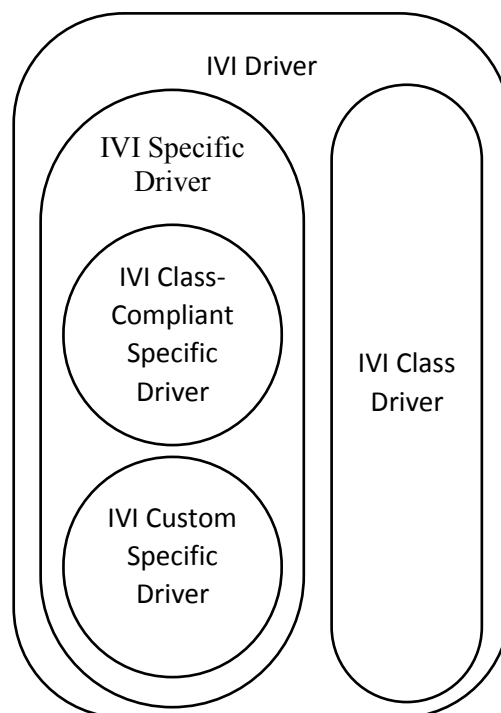 IVI Driver
IVI Specific
Driver
IVI Class-
Compliant
Specific
Driver
IVI Custom
Specific
Driver
IVI Class
Driver